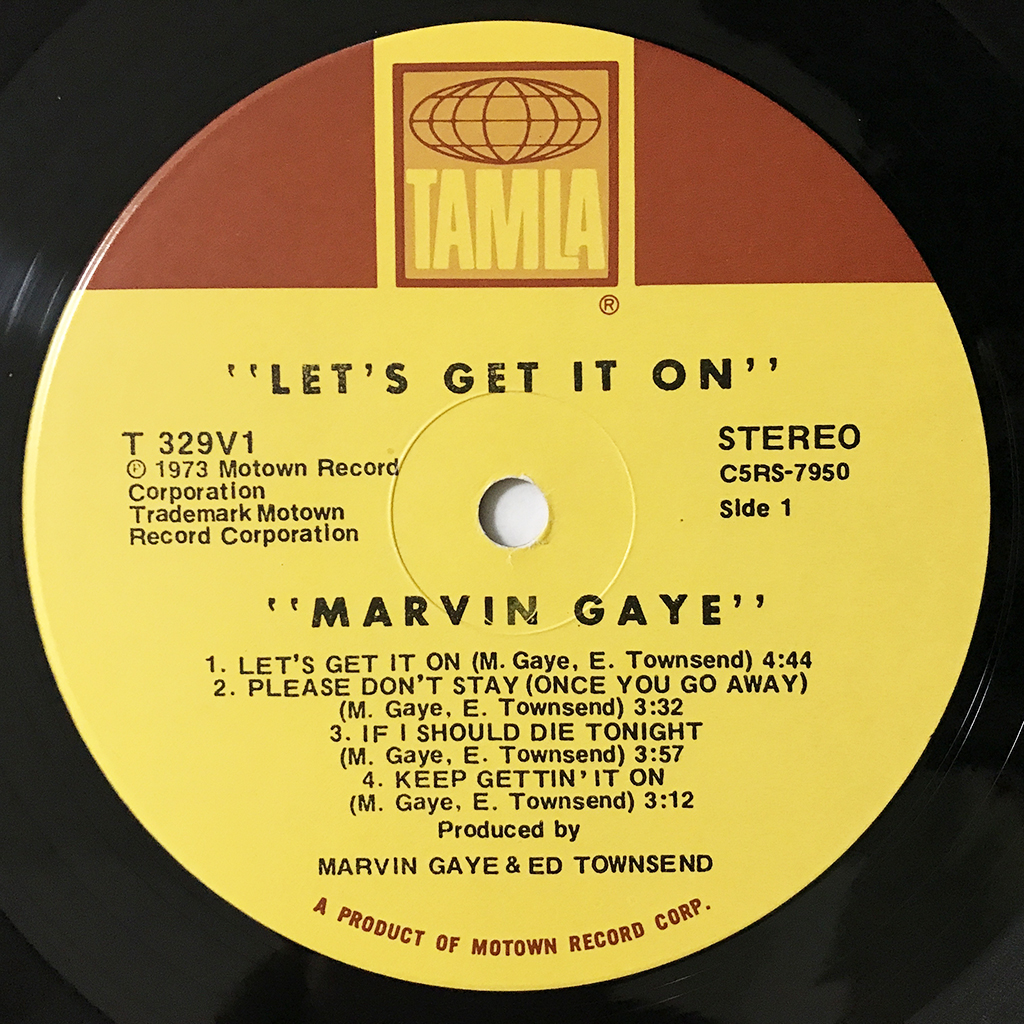 TAMLA
®
"LET'S GET IT ON"
T 329V1
Ⓟ 1973 Motown Record
Corporation
Trademark Motown
Record Corporation
STEREO
C5RS-7950
Side 1
"MARVIN GAYE"
1. LET'S GET IT ON (M. Gaye, E. Townsend) 4:44
2. PLEASE DON'T STAY (ONCE YOU GO AWAY)
(M. Gaye, E. Townsend) 3:32
3. IF I SHOULD DIE TONIGHT
(M. Gaye, E. Townsend) 3:57
4. KEEP GETTIN' IT ON
(M. Gaye, E. Townsend) 3:12
Produced by
MARVIN GAYE & ED TOWNSEND
A PRODUCT OF MOTOWN RECORD CORP.